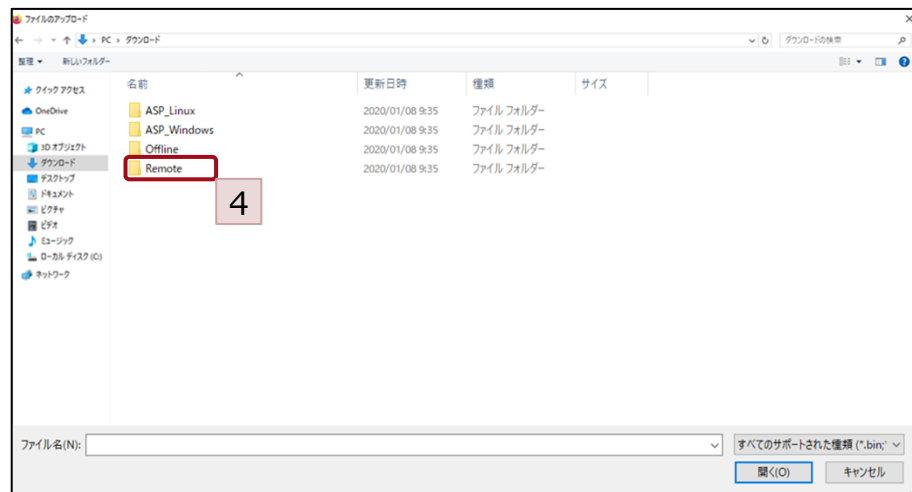 ファイルのアップロード
PC › ダウンロード
ダウンロードの検索
整理
新しいフォルダー
名前
更新日時
種類
サイズ
クイック アクセス
OneDrive
PC
3D オブジェクト
ダウンロード
デスクトップ
ドキュメント
ピクチャ
ビデオ
ミュージック
ローカル ディスク (C:)
ネットワーク
ASP_Linux 2020/01/08 9:35 ファイル フォルダー
ASP_Windows 2020/01/08 9:35 ファイル フォルダー
Offline 2020/01/08 9:35 ファイル フォルダー
Remote 2020/01/08 9:35 ファイル フォルダー
4
ファイル名(N):
すべてのサポートされた種類 (*.bin;*
開く(O)
キャンセル